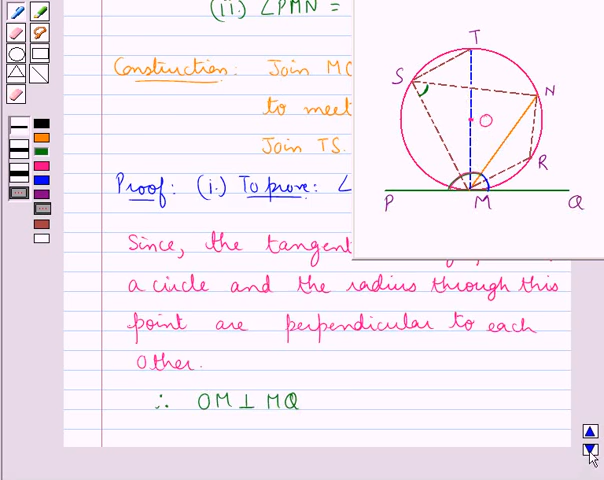 (ii) ∠PMN =
Construction: Join MO
to meet
Join TS.
Proof: (i.) To prove: ∠
Since, the tangent
a circle and the radius through this
point are perpendicular to each
other.
∴ OM ⊥ MQ
T
S
N
O
R
P
M
Q